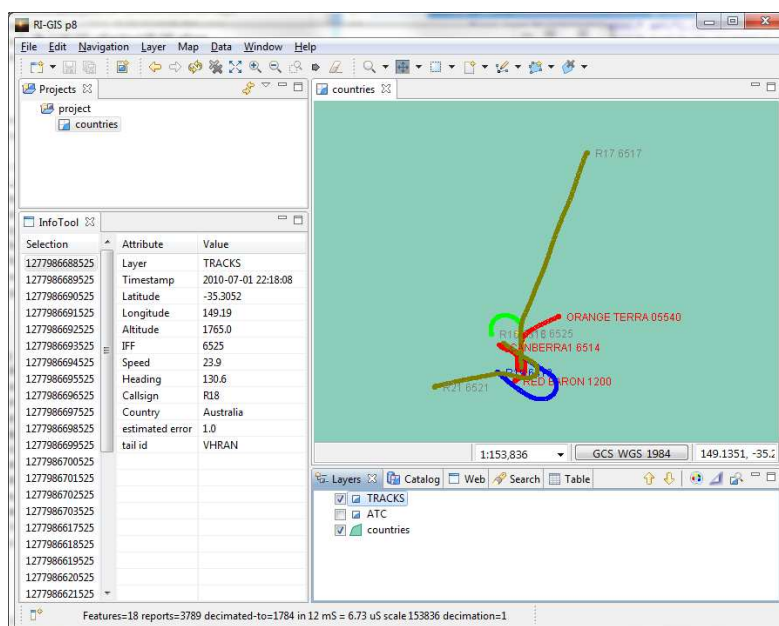 RI-GIS p8
File Edit Navigation Layer Map Data Window Help
Projects
project
countries
InfoTool
Selection Attribute Value
1277986688525 Layer TRACKS
1277986689525 Timestamp 2010-07-01 22:18:08
1277986690525 Latitude -35.3052
1277986691525 Longitude 149.19
1277986692525 Altitude 1765.0
1277986693525 IFF 6525
1277986694525 Speed 23.9
1277986695525 Heading 130.6
1277986696525 Callsign R18
1277986697525 Country Australia
1277986698525 estimated error 1.0
1277986699525 tail id VHRAN
1277986700525
1277986701525
1277986702525
1277986703525
1277986617525
1277986618525
1277986619525
1277986620525
1277986621525
countries
R17 6517
ORANGE TERRA 05540
6525
CANBERRA1 6514
RED BARON 1200
R21 6521
1:153,836 GCS WGS 1984 149.1351, -35.2
Layers Catalog Web Search Table
TRACKS
ATC
countries
Features=18 reports=3789 decimated-to=1784 in 12 mS = 6.73 uS scale 153836 decimation=1